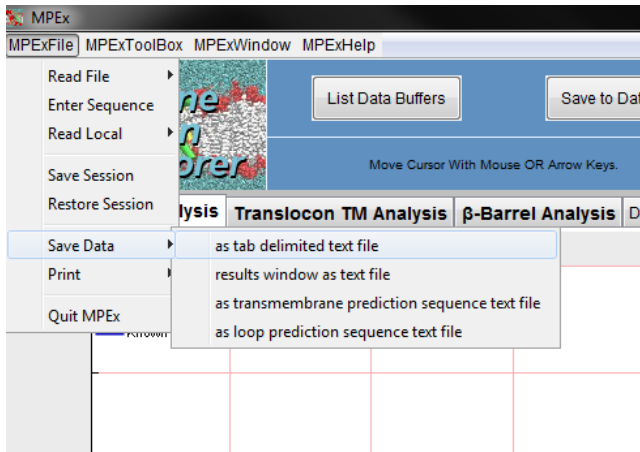 MPEx
MPExFile MPExToolBox MPExWindow MPExHelp
Read File
Enter Sequence
Read Local
Save Session
Restore Session
Save Data
Print
Quit MPEx
List Data Buffers
Save to Dat
Move Cursor With Mouse OR Arrow Keys.
lysis Translocon TM Analysis β-Barrel Analysis D
as tab delimited text file
results window as text file
as transmembrane prediction sequence text file
as loop prediction sequence text file